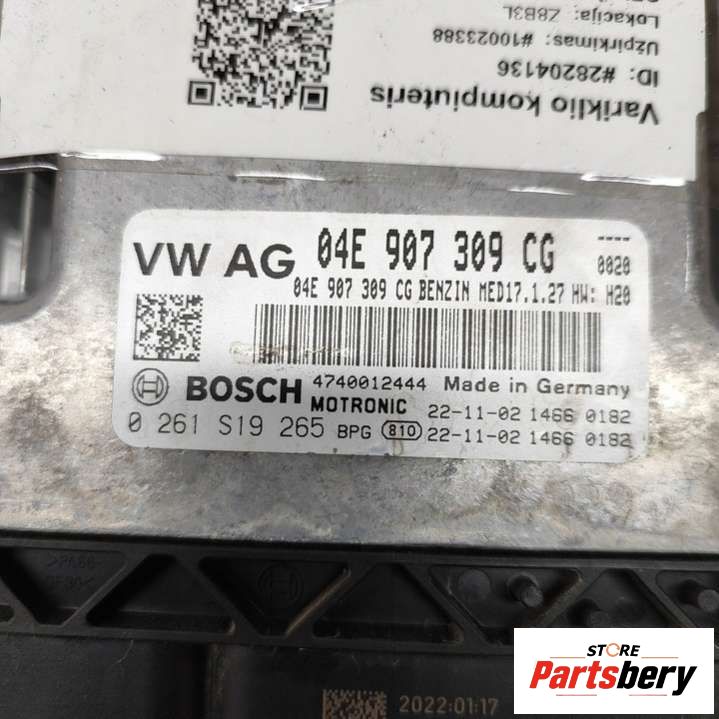 Variklio kompiuteris
ID: #28204136
Užpirkimas: #10023388
Lokacija: Z8B3L
VW AG 04E 907 309 CG ----
0020
04E 907 309 CG BENZIN MED17.1.27 HW: H20
BOSCH 4740012444 Made in Germany
MOTRONIC 22-11-02 1466 0182
0 261 S19 265 BPG 810 22-11-02 1466 0182
2022:01:17
STORE
Partsbery